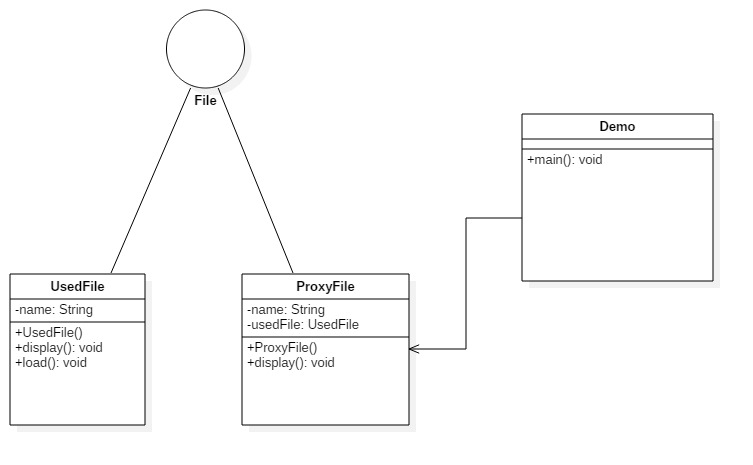 File
Demo
+main(): void
UsedFile
-name: String
+UsedFile()
+display(): void
+load(): void
ProxyFile
-name: String
-usedFile: UsedFile
+ProxyFile()
+display(): void